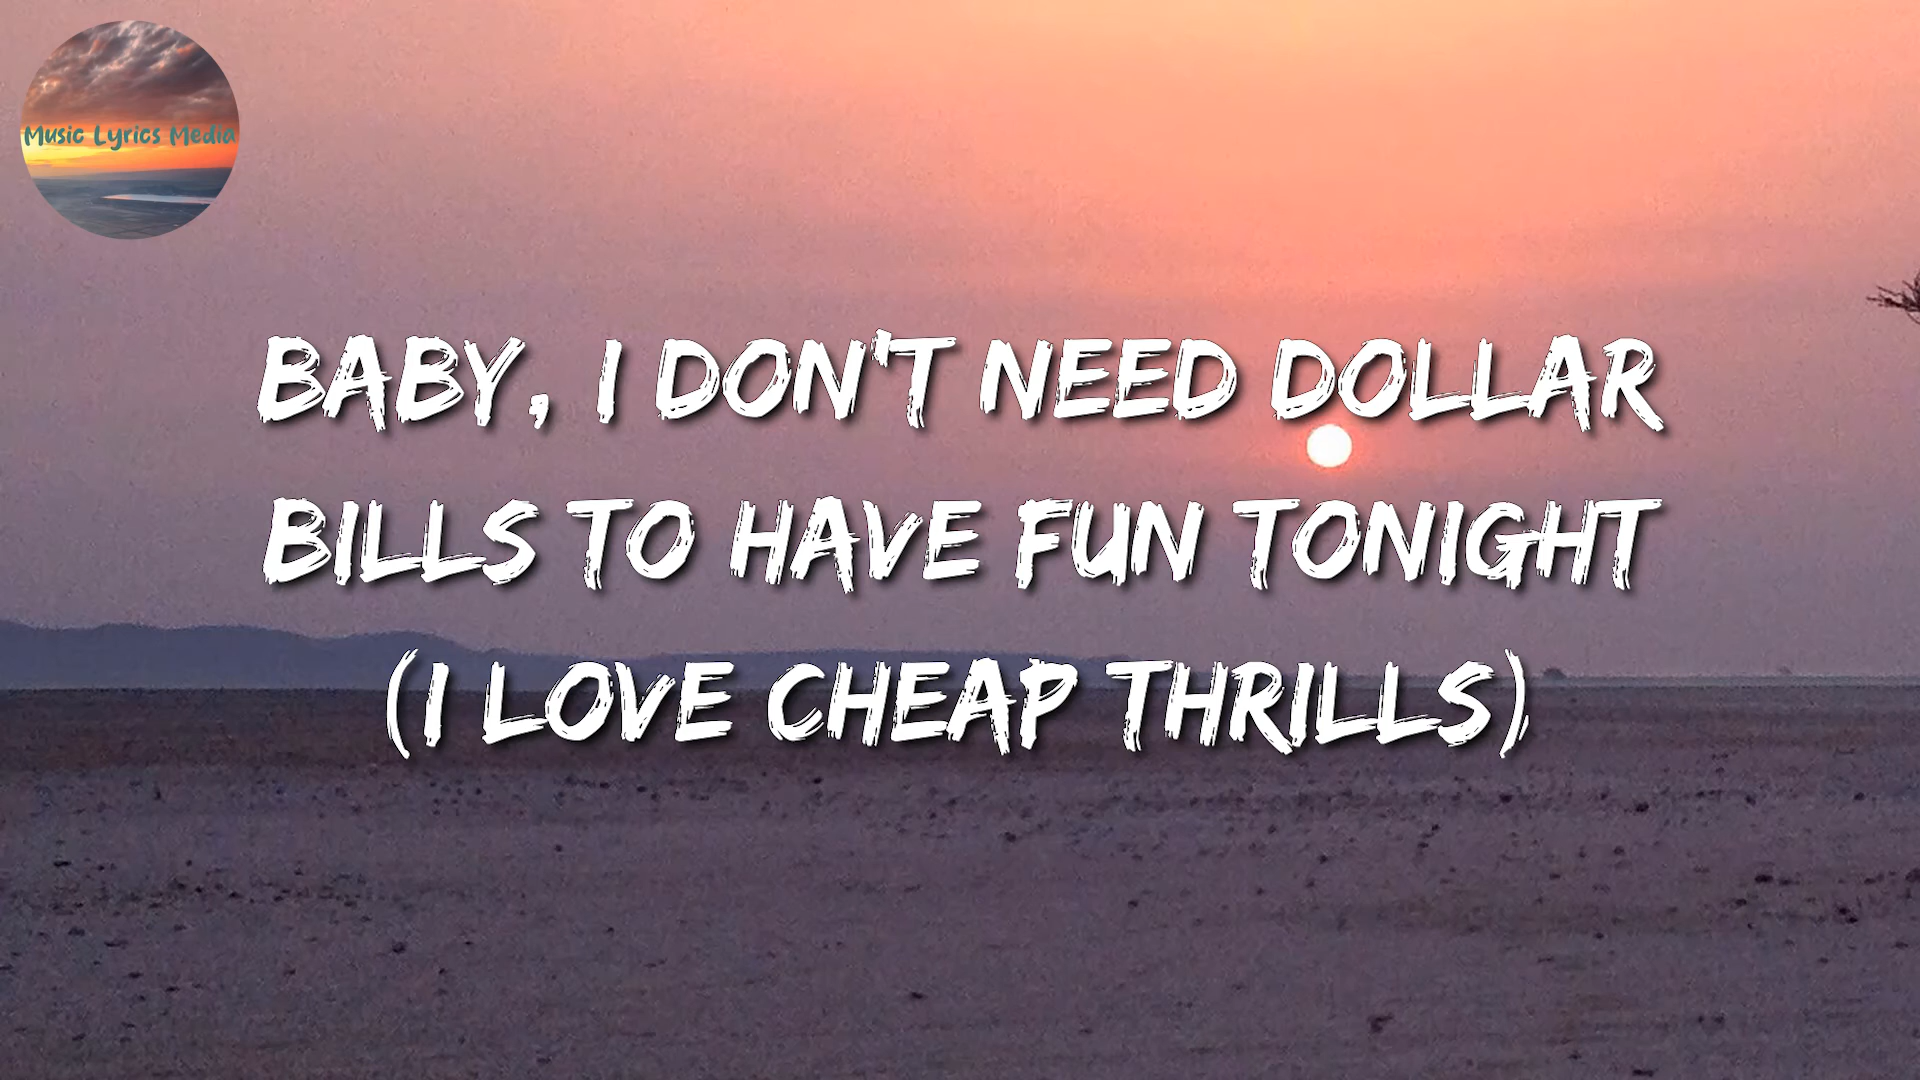 Music Lyrics Media
BABY, I DON'T NEED DOLLAR
BILLS TO HAVE FUN TONIGHT
(I LOVE CHEAP THRILLS)